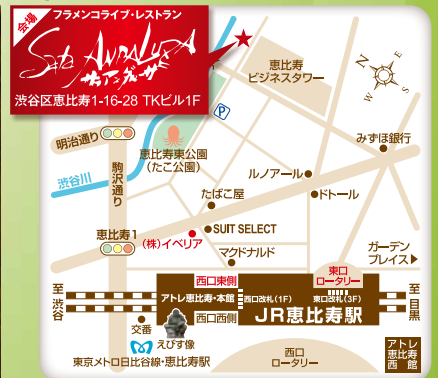 会場
フラメンコライブ・レストラン
Sala ANDALUZA
サラ・アンダルーサ
渋谷区恵比寿1-16-28 TKビル1F
恵比寿
ビジネスタワー
N
E
W
S
P
明治通り
渋谷川
駒沢通り
恵比寿東公園
(たこ公園)
みずほ銀行
ルノアール
ドトール
たばこ屋
SUIT SELECT
恵比寿1
(株)イベリア
マクドナルド
ガーデン
プレイス▶
西口東側
東口
ロータリー
至渋谷
アトレ恵比寿・本館
西口改札(1F)
東口改札(3F)
至目黒
西口西側
JR恵比寿駅
交番
えびす像
東京メトロ日比谷線・恵比寿駅
西口
ロータリー
アトレ
恵比寿
西館